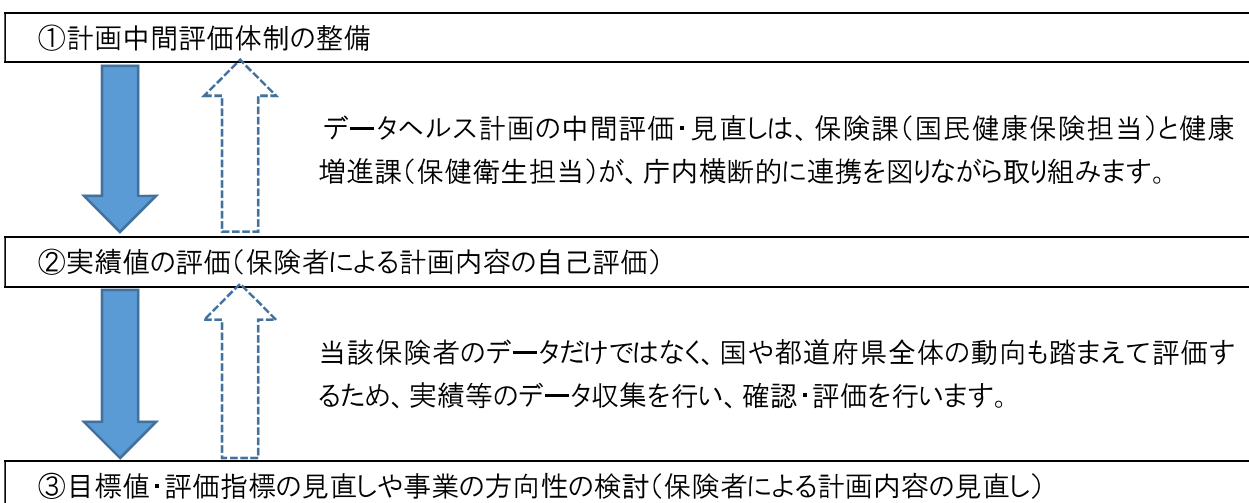 ①計画中間評価体制の整備
データヘルス計画の中間評価・見直しは、保険課(国民健康保険担当)と健康
増進課(保健衛生担当)が、庁内横断的に連携を図りながら取り組みます。
②実績値の評価(保険者による計画内容の自己評価)
当該保険者のデータだけではなく、国や都道府県全体の動向も踏まえて評価す
るため、実績等のデータ収集を行い、確認・評価を行います。
③目標値・評価指標の見直しや事業の方向性の検討(保険者による計画内容の見直し)